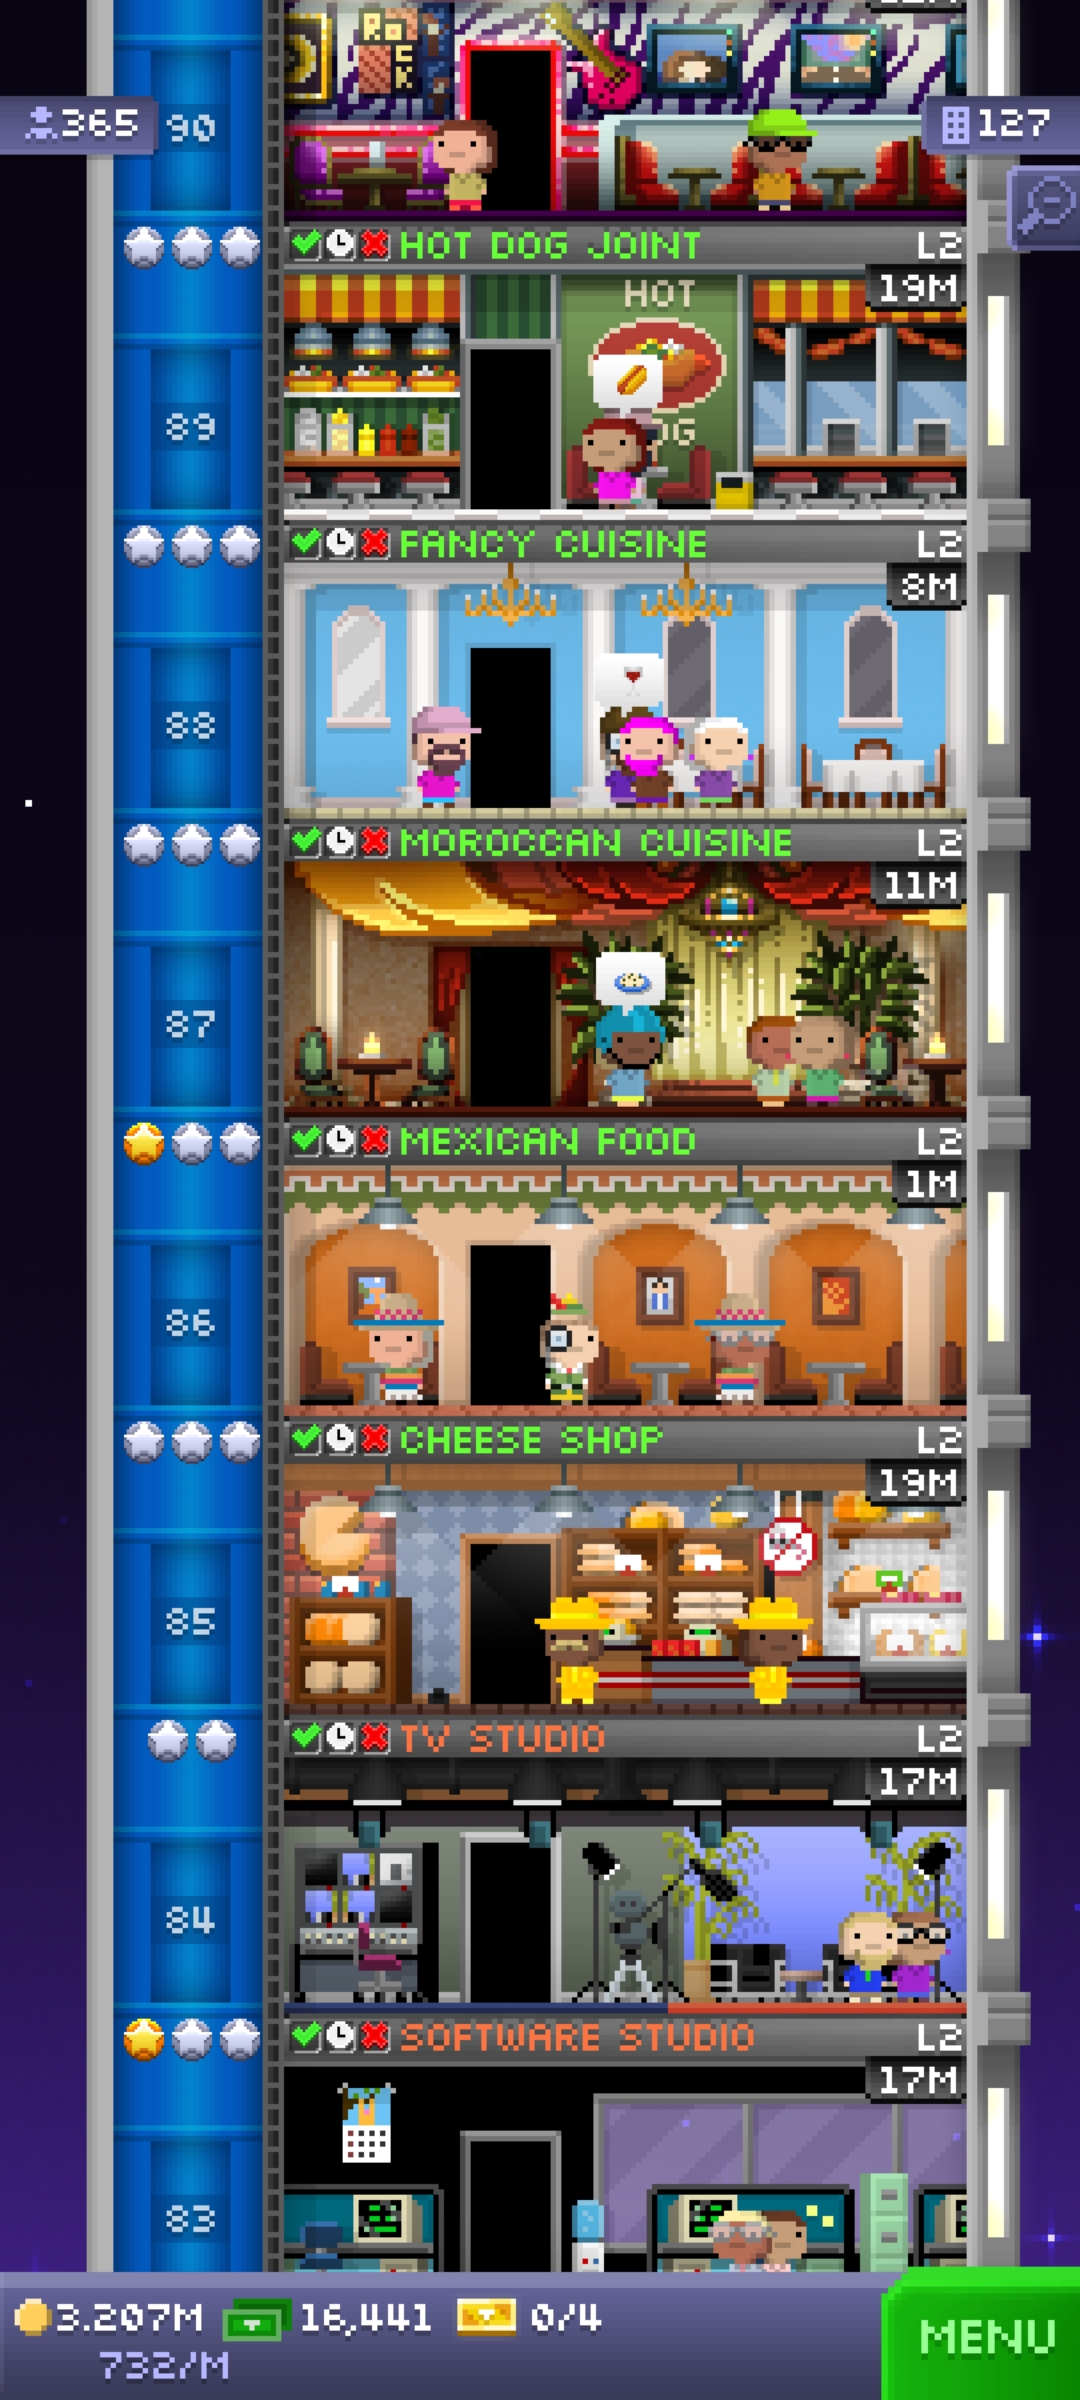 365
90
127
RO
CK
HOT DOG JOINT
L2
19M
HOT
OG
89
FANCY CUISINE
L2
8M
88
MOROCCAN CUISINE
L2
11M
87
MEXICAN FOOD
L2
1M
86
CHEESE SHOP
L2
19M
85
TV STUDIO
L2
17M
84
SOFTWARE STUDIO
L2
17M
83
3.207M
16,441
0/4
732/M
MENU